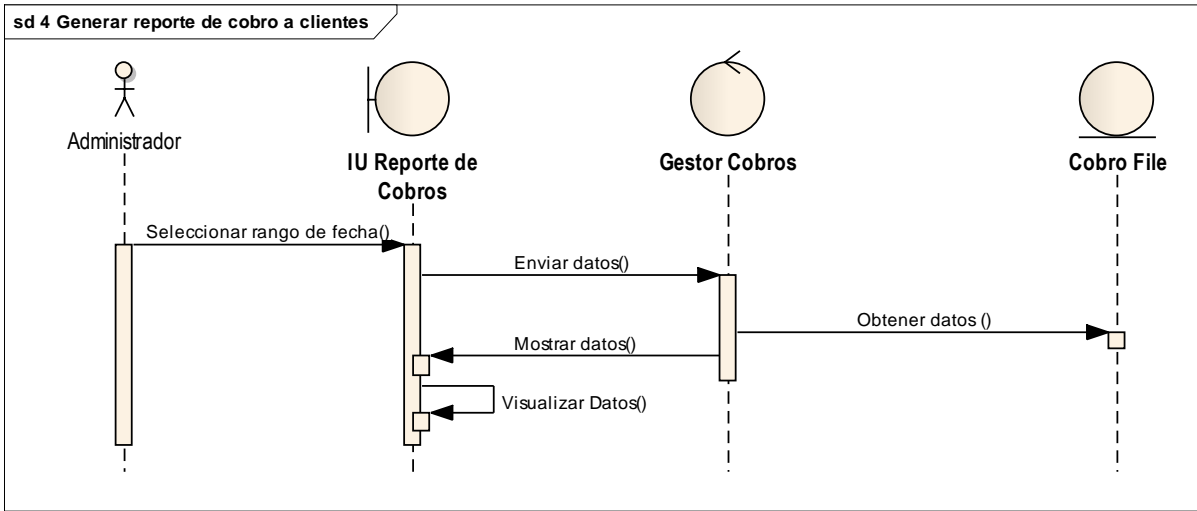 sd 4 Generar reporte de cobro a clientes
Administrador
IU Reporte de
Cobros
Gestor Cobros
Cobro File
Seleccionar rango de fecha()
Enviar datos()
Obtener datos ()
Mostrar datos()
Visualizar Datos()